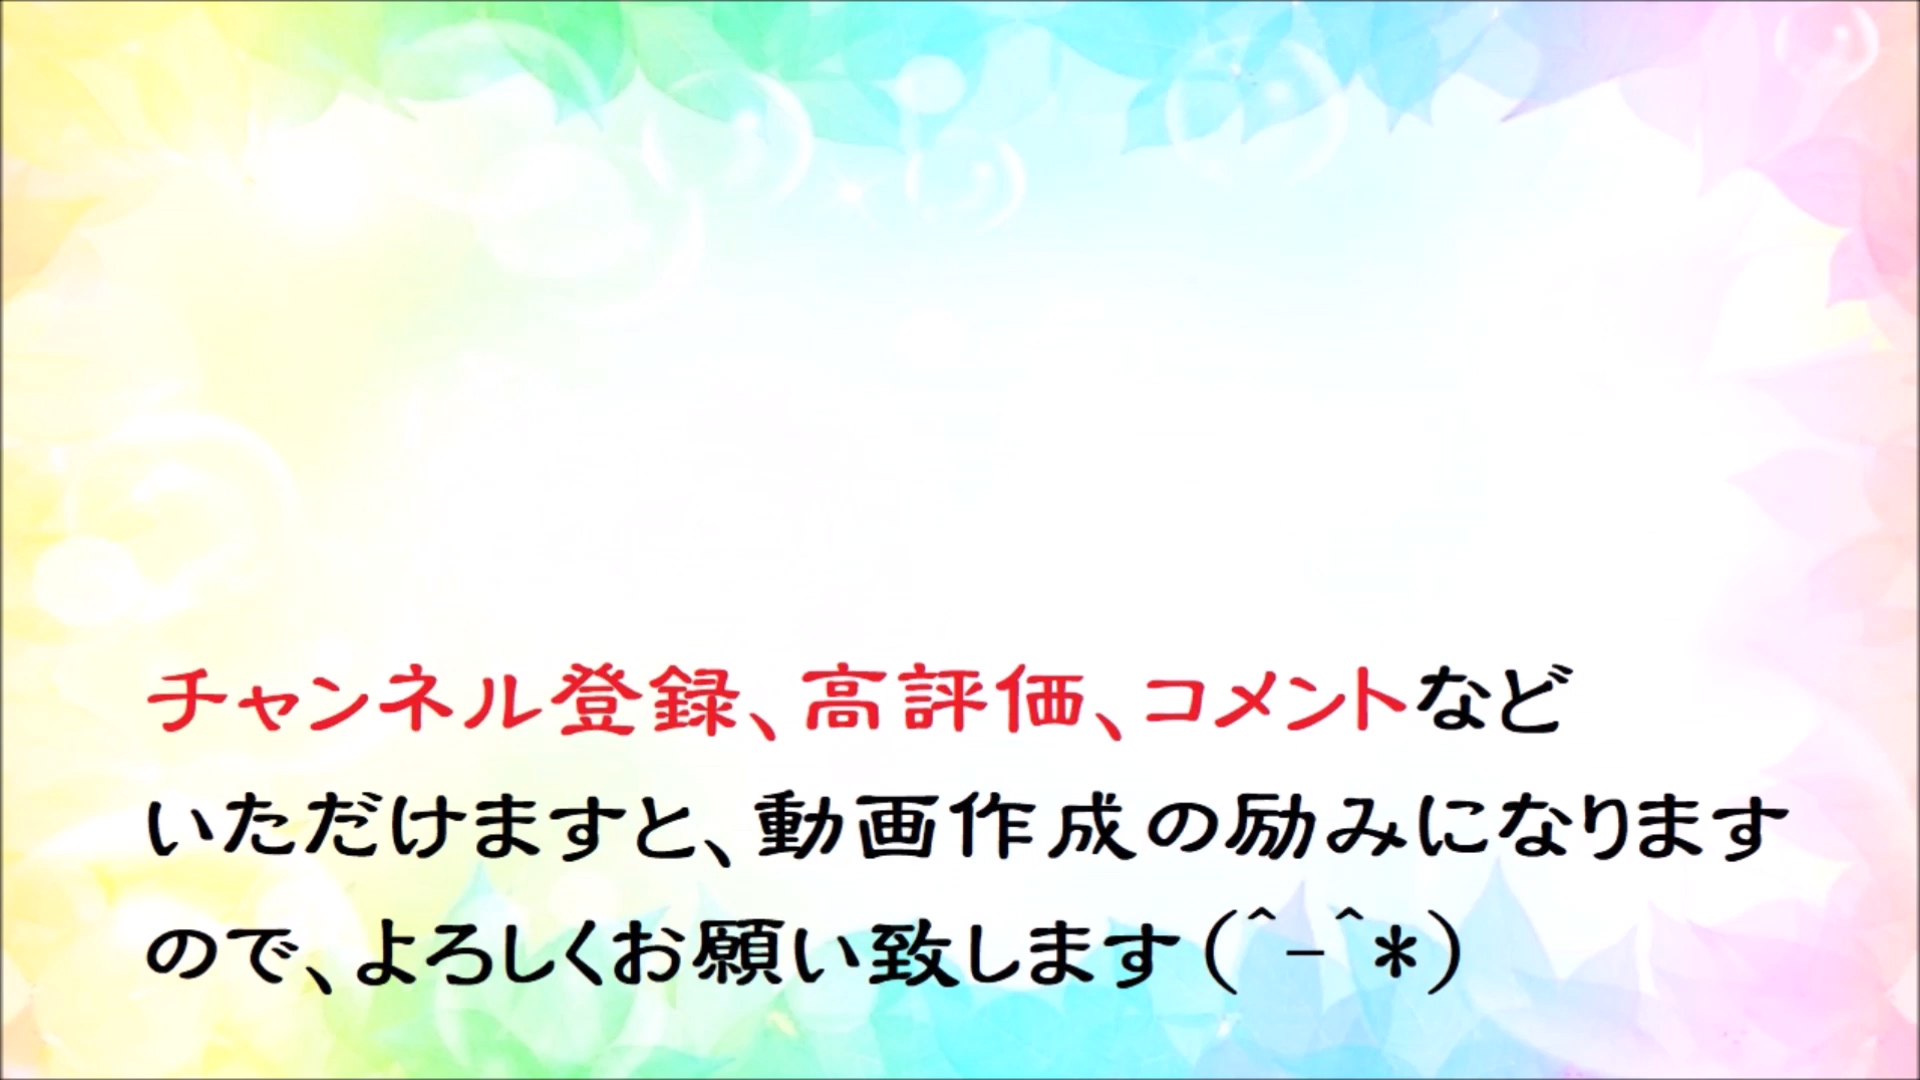 チャンネル登録、高評価、コメントなど
いただけますと、動画作成の励みになります
ので、よろしくお願い致します(^-^*)